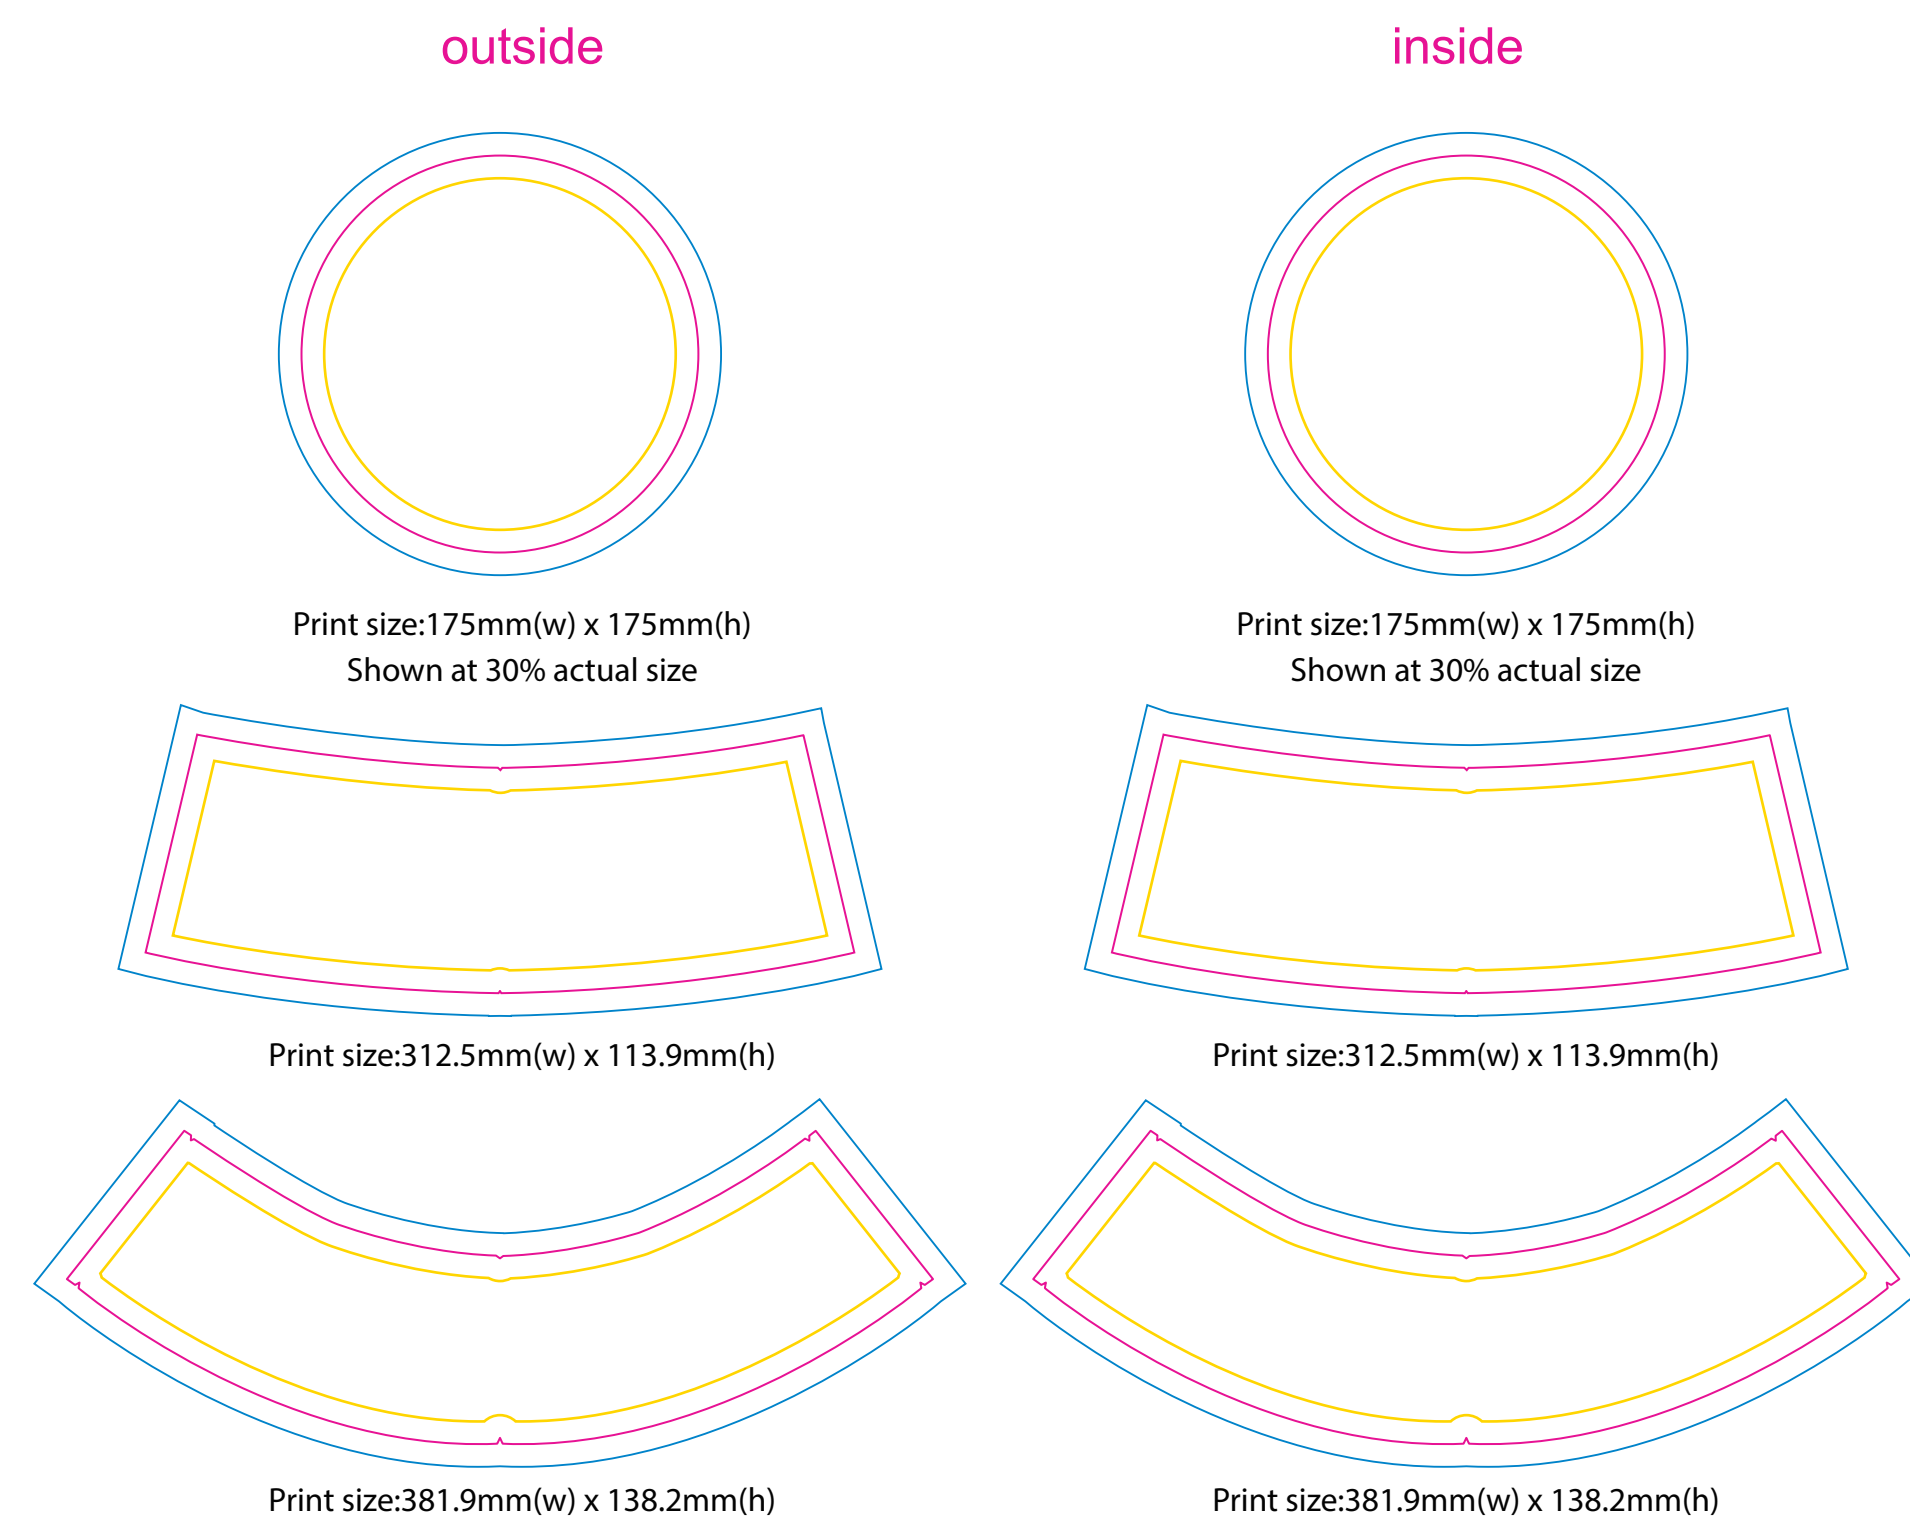 outside
inside
Print size:175mm(w) x 175mm(h)
Shown at 30% actual size
Print size:175mm(w) x 175mm(h)
Shown at 30% actual size
Print size:312.5mm(w) x 113.9mm(h)
Print size:312.5mm(w) x 113.9mm(h)
Print size:381.9mm(w) x 138.2mm(h)
Print size:381.9mm(w) x 138.2mm(h)